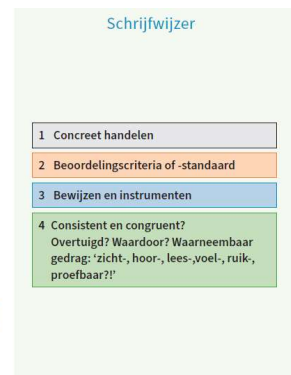 Schrijfwijzer
1 Concreet handelen
2 Beoordelingscriteria of -standaard
3 Bewijzen en instrumenten
4 Consistent en congruent?
Overtuigd? Waardoor? Waarneembaar
gedrag: ‘zicht-, hoor-, lees-,voel-, ruik-,
proefbaar?!’